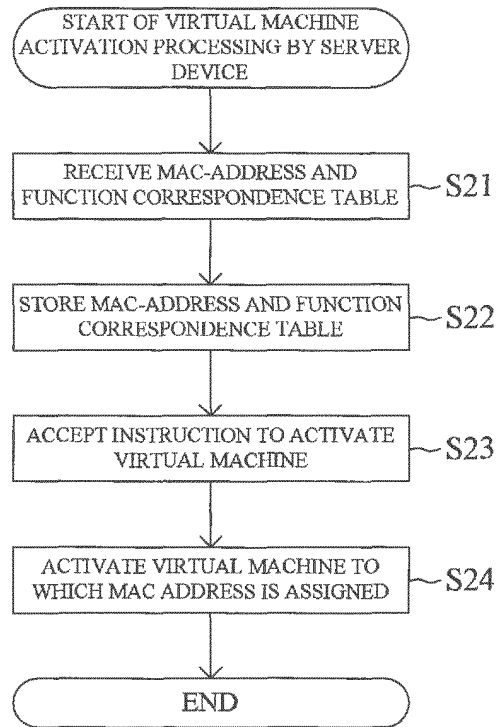 START OF VIRTUAL MACHINE
ACTIVATION PROCESSING BY SERVER
DEVICE
RECEIVE MAC-ADDRESS AND
FUNCTION CORRESPONDENCE TABLE
S21
STORE MAC-ADDRESS AND FUNCTION
CORRESPONDENCE TABLE
S22
ACCEPT INSTRUCTION TO ACTIVATE
VIRTUAL MACHINE
S23
ACTIVATE VIRTUAL MACHINE TO
WHICH MAC ADDRESS IS ASSIGNED
S24
END